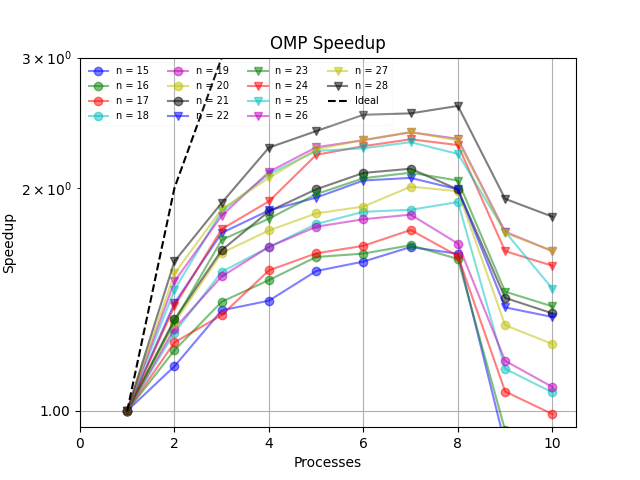 OMP Speedup
3 × 10⁰
n = 15
n = 19
n = 23
n = 27
n = 16
n = 20
n = 24
n = 28
n = 17
n = 21
n = 25
Ideal
n = 18
n = 22
n = 26
2 × 10⁰
Speedup
1.00
0
2
4
6
8
10
Processes